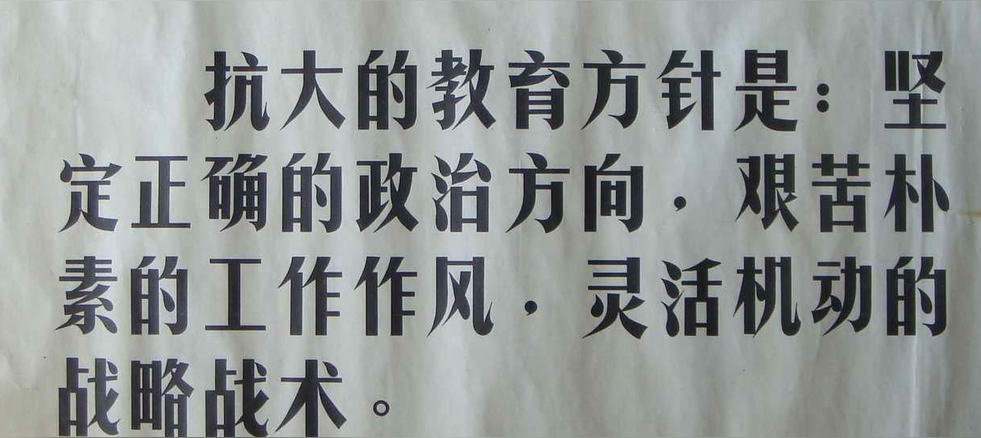 抗大的教育方针是：坚
定正确的政治方向，艰苦朴
素的工作作风，灵活机动的
战略战术。